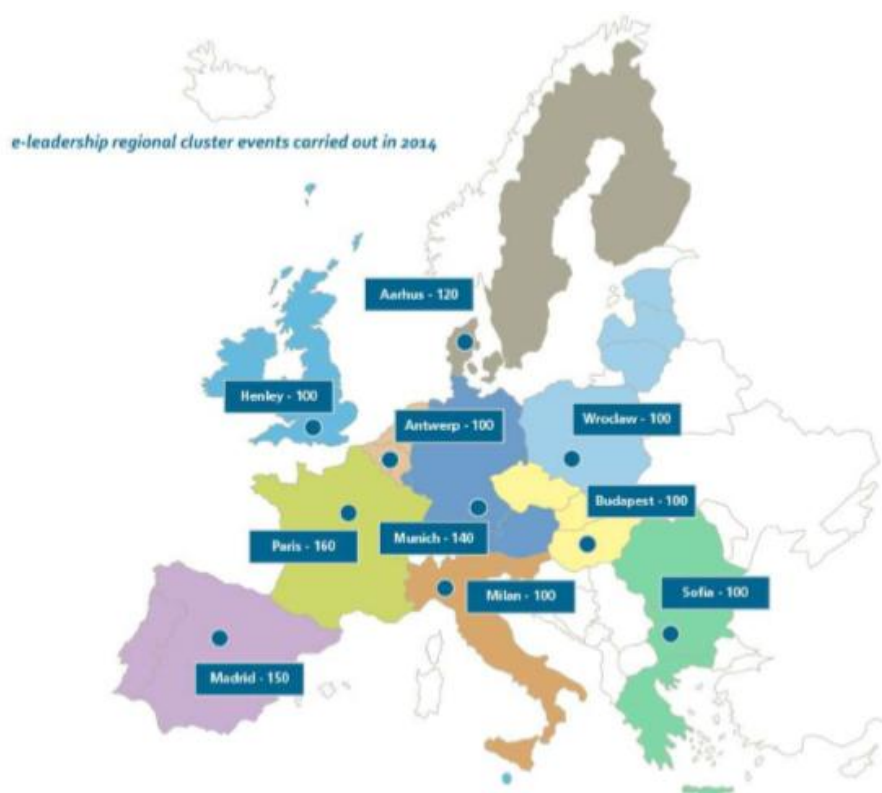 e-leadership regional cluster events carried out in 2014
Aarhus - 120
Henley - 100
Antwerp - 100
Wroclaw - 100
Budapest - 100
Paris - 160
Munich - 140
Milan - 100
Sofia - 100
Madrid - 150